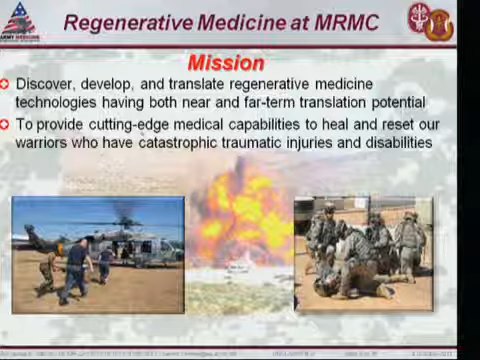 ARMY MEDICINE
Regenerative Medicine at MRMC
Mission
Discover, develop, and translate regenerative medicine
technologies having both near and far-term translation potential
To provide cutting-edge medical capabilities to heal and reset our
warriors who have catastrophic traumatic injuries and disabilities